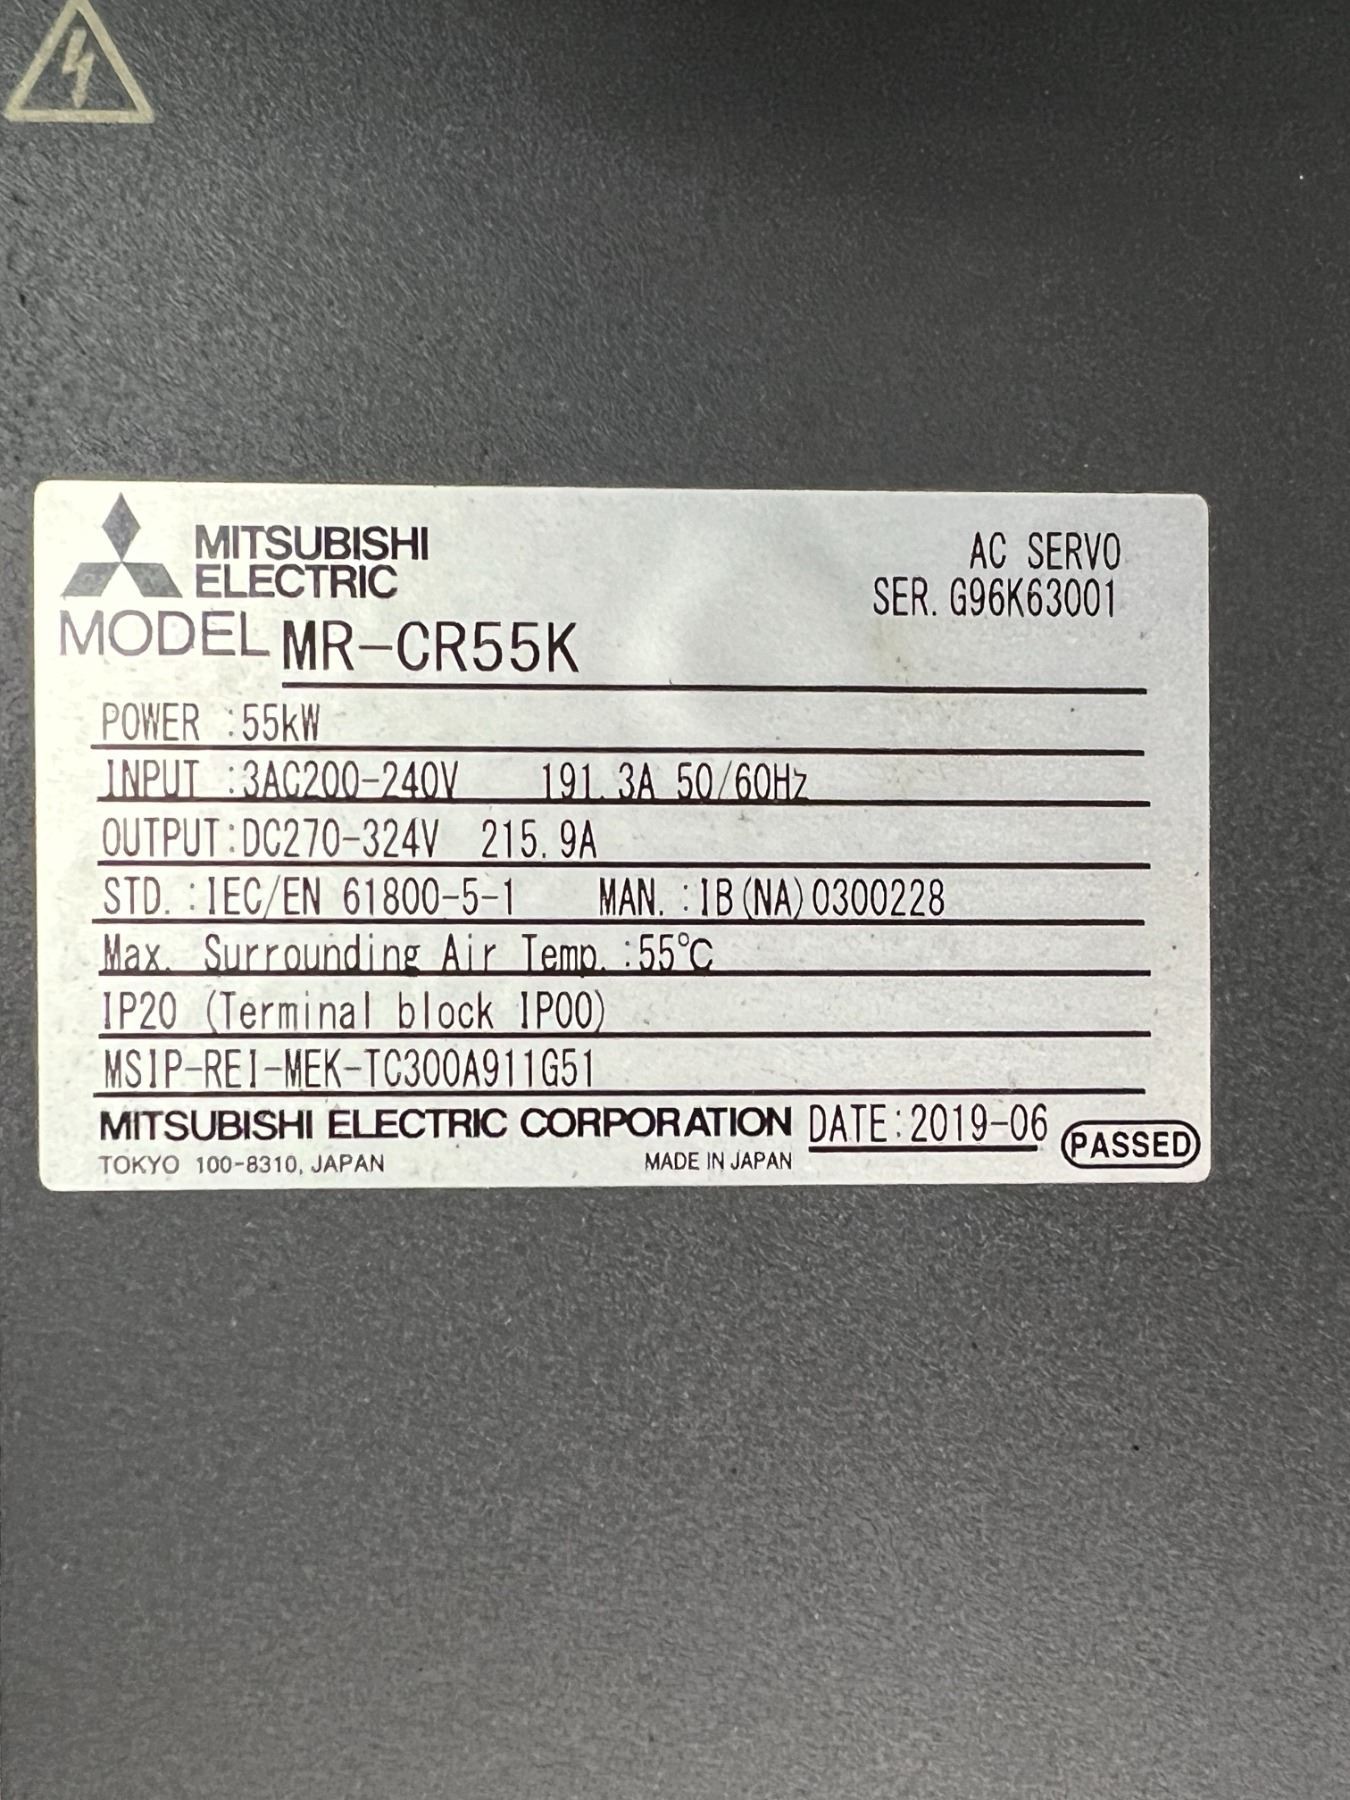 MITSUBISHI
ELECTRIC
AC SERVO
SER. G96K63001
MODEL MR-CR55K
POWER :55kW
INPUT :3AC200-240V 191.3A 50/60Hz
OUTPUT:DC270-324V 215.9A
STD. :IEC/EN 61800-5-1 MAN. :IB(NA)0300228
Max. Surrounding Air Temp. :55℃
IP20 (Terminal block IP00)
MSIP-REI-MEK-TC300A911G51
MITSUBISHI ELECTRIC CORPORATION DATE:2019-06
TOKYO 100-8310, JAPAN MADE IN JAPAN PASSED